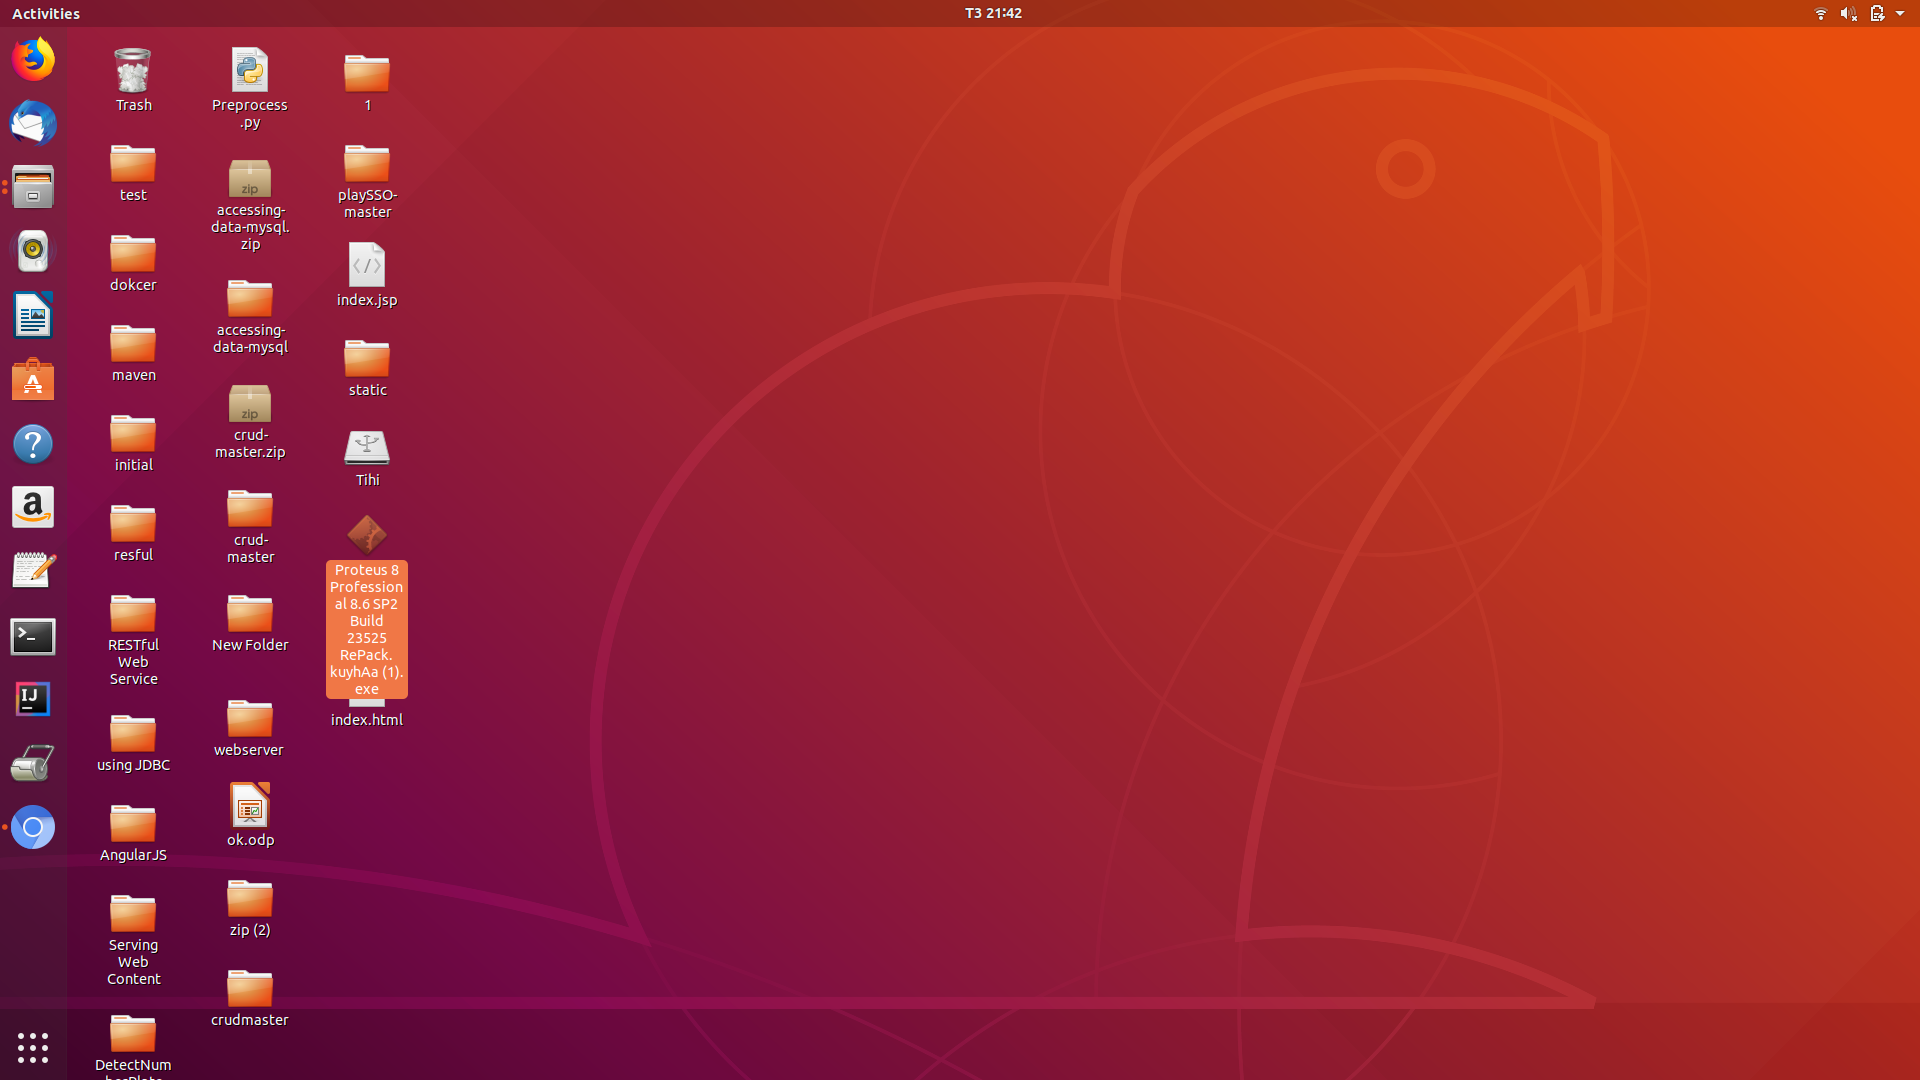 Activities
T3 21:42
Trash
test
dokcer
maven
initial
resful
RESTful
Web
Service
using JDBC
AngularJS
Serving
Web
Content
DetectNum
Preprocess
.py
zip
accessing-
data-mysql.
zip
accessing-
data-mysql
zip
crud-
master.zip
crud-
master
New Folder
webserver
ok.odp
zip (2)
crudmaster
1
playSSO-
master
</>
index.jsp
static
Tihi
Proteus 8
Profession
al 8.6 SP2
Build
23525
RePack.
kuyhAa (1).
exe
index.html
A
?
a
>_
IJ